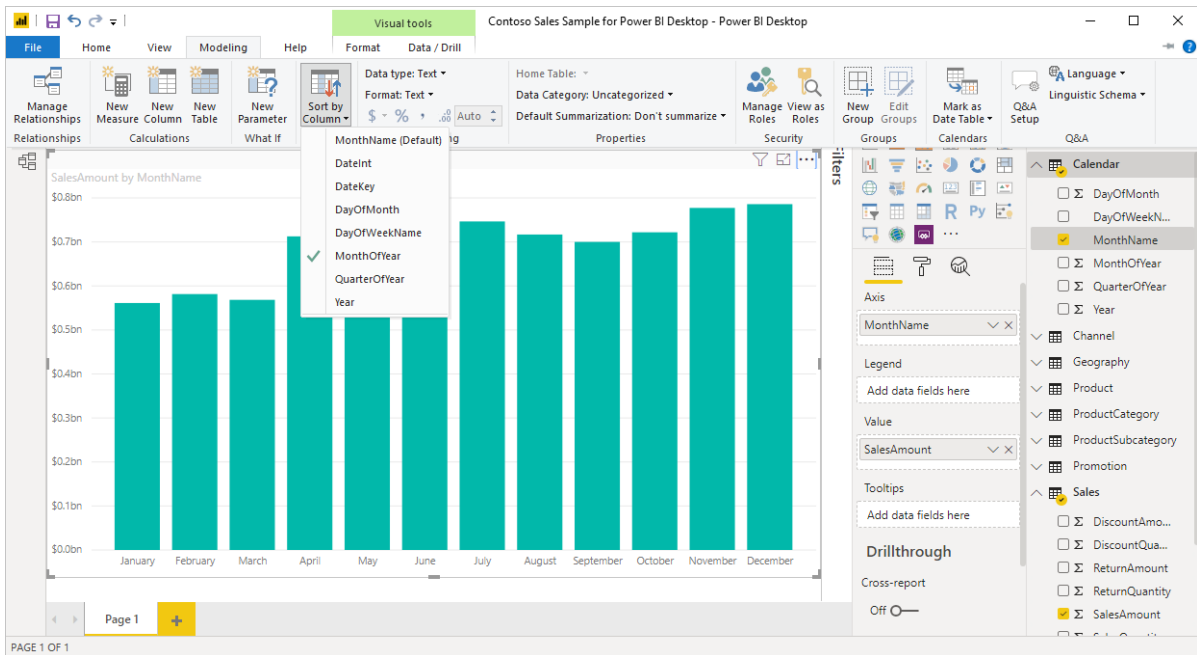 Visual tools
Contoso Sales Sample for Power BI Desktop - Power BI Desktop
File Home View Modeling Help Format Data / Drill
Manage Relationships
New Measure
New Column
New Table
New Parameter
Sort by Column
Data type: Text
Format: Text
$ % , .00 Auto
Home Table:
Data Category: Uncategorized
Default Summarization: Don't summarize
Manage Roles
View as Roles
New Group
Edit Groups
Mark as Date Table
Q&A Setup
Language
Linguistic Schema
Relationships Calculations What If Properties Security Groups Calendars Q&A
MonthName (Default)
DateInt
DateKey
DayOfMonth
DayOfWeekName
MonthOfYear
QuarterOfYear
Year
SalesAmount by MonthName
$0.8bn
$0.7bn
$0.6bn
$0.5bn
$0.4bn
$0.3bn
$0.2bn
$0.1bn
$0.0bn
January February March April May June July August September October November December
Filters
R Py
Axis
MonthName
Legend
Add data fields here
Value
SalesAmount
Tooltips
Add data fields here
Drillthrough
Cross-report
Off
Calendar
Σ DayOfMonth
DayOfWeekN...
MonthName
Σ MonthOfYear
Σ QuarterOfYear
Σ Year
Channel
Geography
Product
ProductCategory
ProductSubcategory
Promotion
Sales
Σ DiscountAmo...
Σ DiscountQua...
Σ ReturnAmount
Σ ReturnQuantity
Σ SalesAmount
Page 1
PAGE 1 OF 1